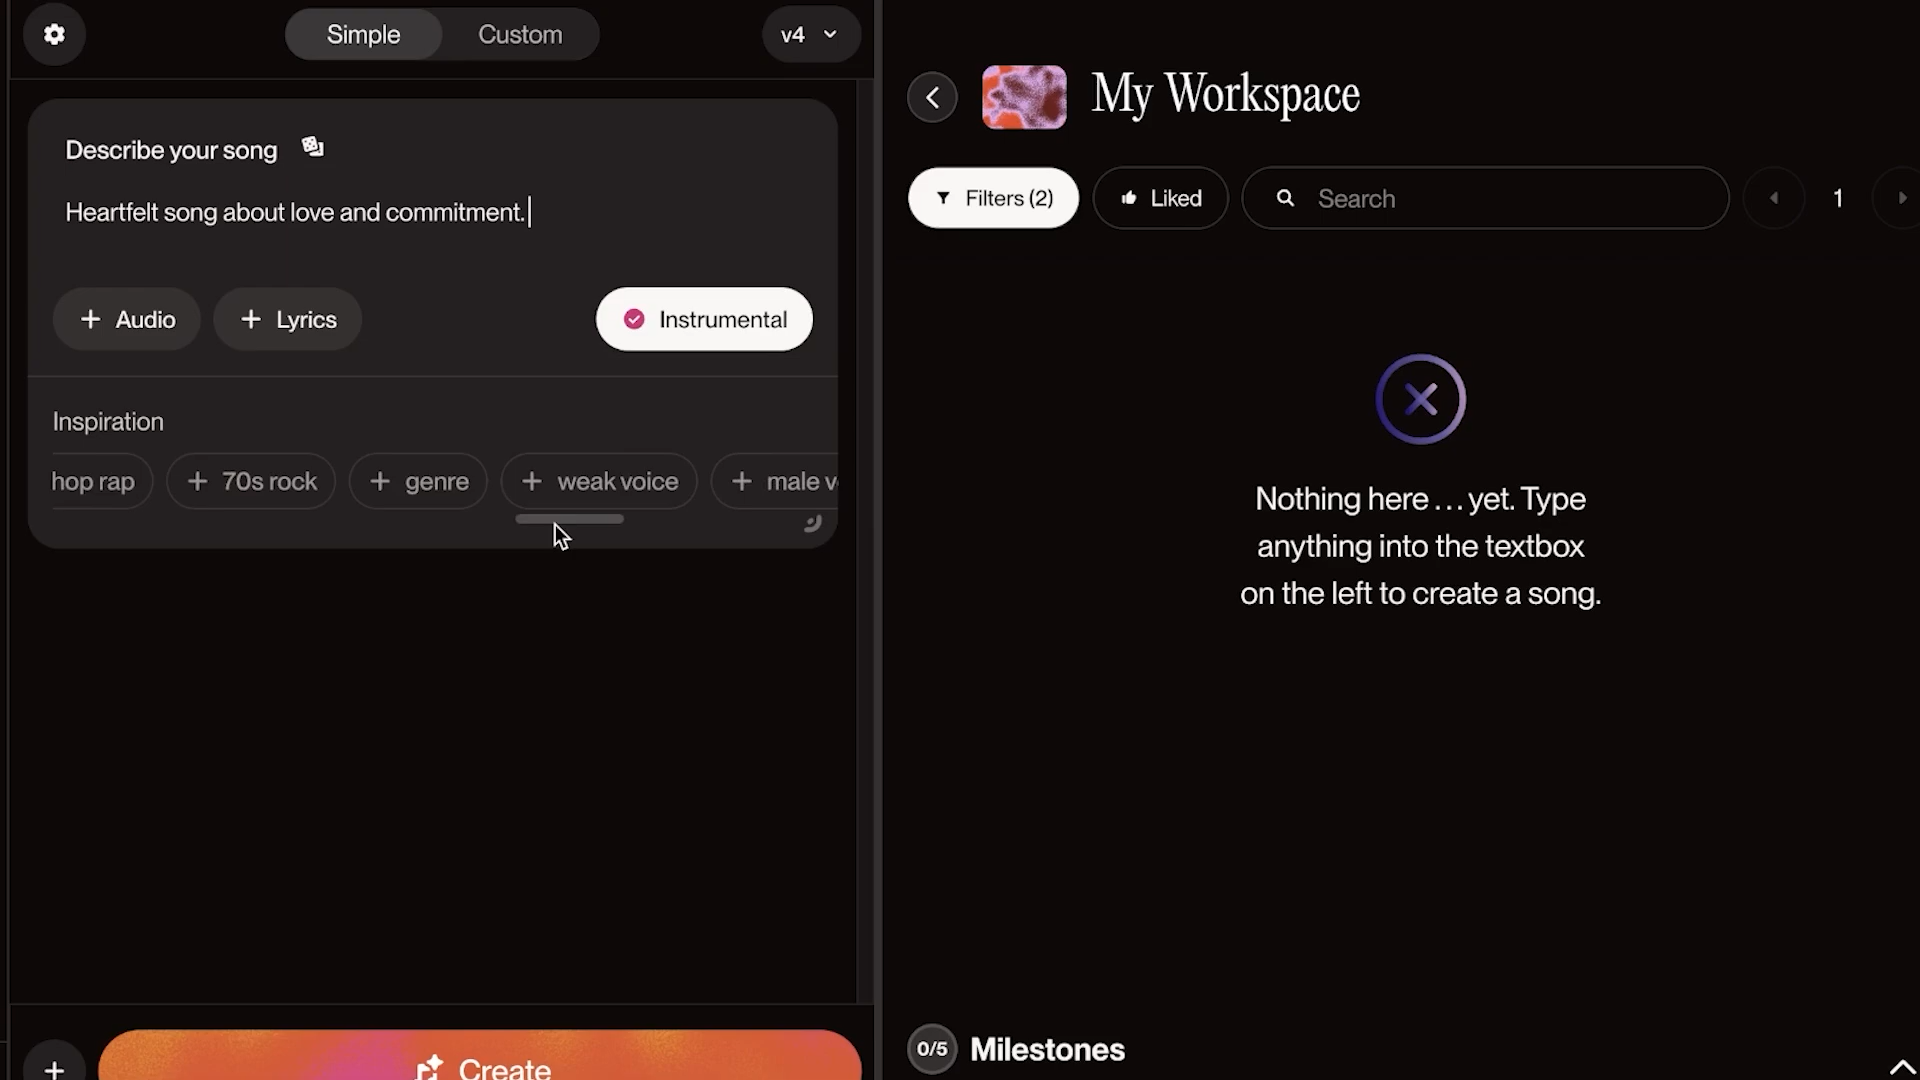 Simple
Custom
v4
Describe your song
Heartfelt song about love and commitment.
Audio
Lyrics
Instrumental
Inspiration
hop rap
70s rock
genre
weak voice
male v
Create
My Workspace
Filters (2)
Liked
Search
1
Nothing here ... yet. Type
anything into the textbox
on the left to create a song.
0/5
Milestones